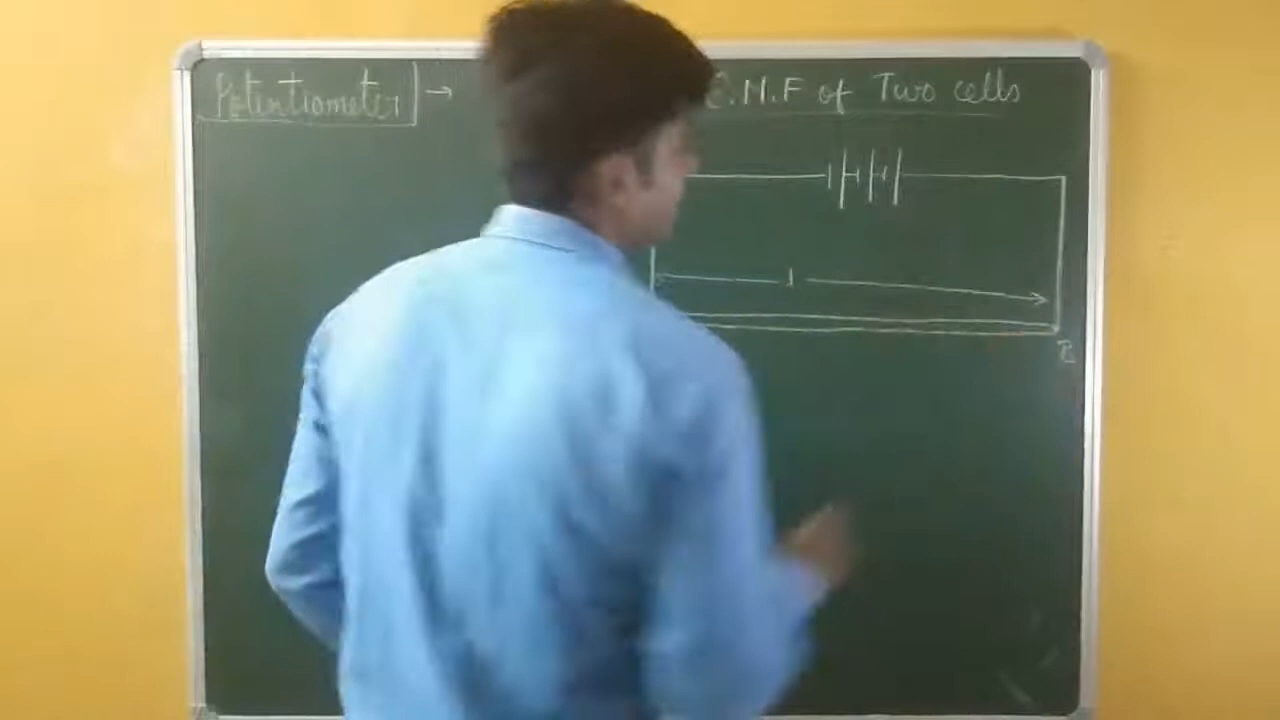 Potentiometer → E.M.F of Two cells
l
B